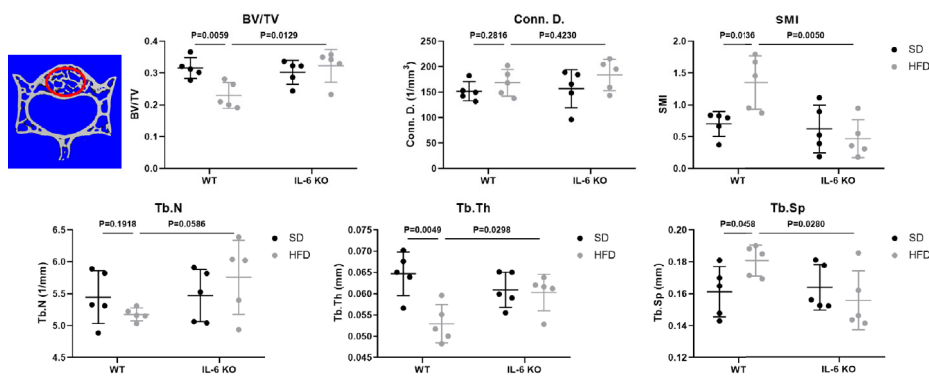 BV/TV
P=0.0059 P=0.0129
0.4
0.3
0.2
0.1
0.0
BV/TV
WT IL-6 KO
Conn. D.
P=0.2816 P=0.4230
250
200
150
100
50
0
Conn. D. (1/mm³)
WT IL-6 KO
SMI
P=0.0136 P=0.0050
2.0
1.5
1.0
0.5
0.0
SMI
WT IL-6 KO
SD
HFD
Tb.N
P=0.1918 P=0.0586
6.5
6.0
5.5
5.0
4.5
Tb.N (1/mm)
WT IL-6 KO
SD
HFD
Tb.Th
P=0.0049 P=0.0298
0.075
0.070
0.065
0.060
0.055
0.050
0.045
Tb.Th (mm)
WT IL-6 KO
SD
HFD
Tb.Sp
P=0.0458 P=0.0280
0.20
0.18
0.16
0.14
0.12
Tb.Sp (mm)
WT IL-6 KO
SD
HFD